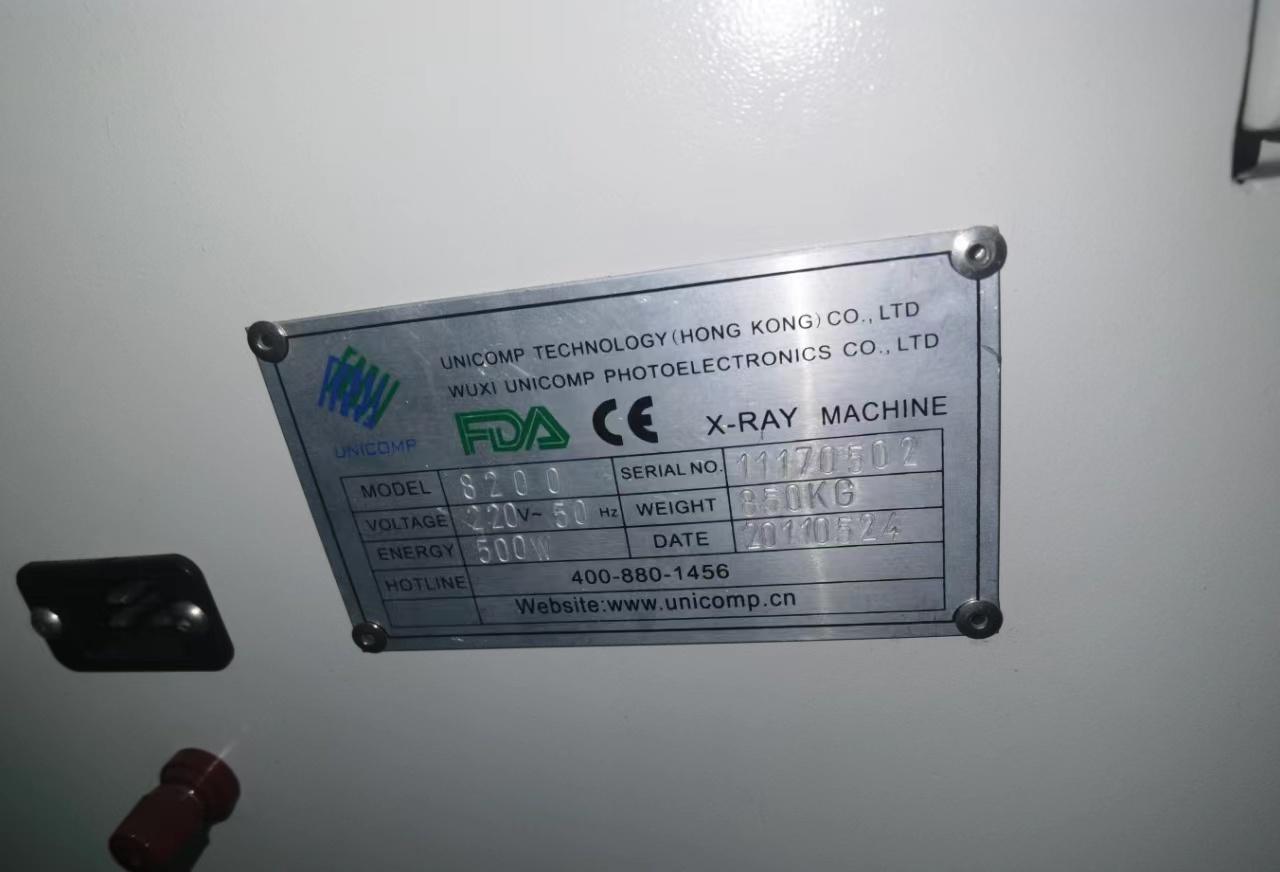 UNICOMP TECHNOLOGY (HONG KONG) CO., LTD
WUXI UNICOMP PHOTOELECTRONICS CO., LTD
UNICOMP
FDA CE X-RAY MACHINE
MODEL 8200 SERIAL NO. 11170502
VOLTAGE 220V~ 50 Hz WEIGHT 850KG
ENERGY 500W DATE 20110524
HOTLINE 400-880-1456
Website:www.unicomp.cn